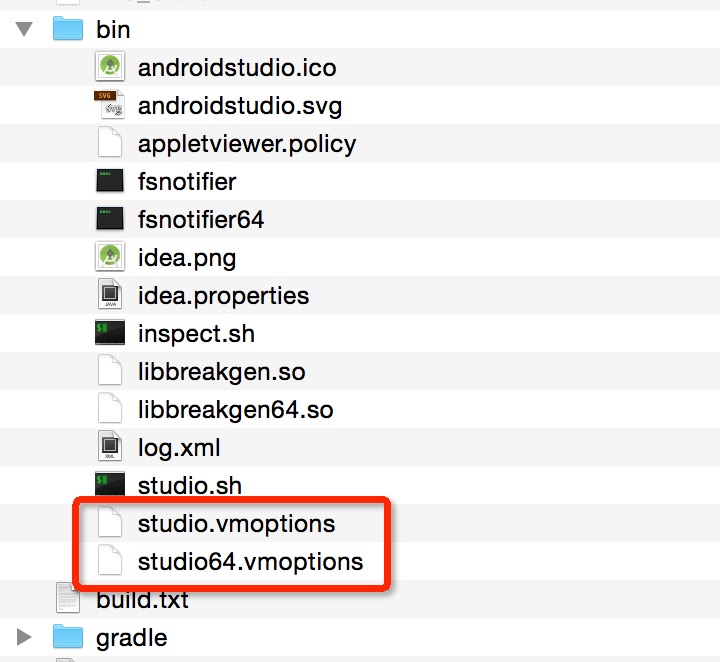 bin
androidstudio.ico
androidstudio.svg
appletviewer.policy
fsnotifier
fsnotifier64
idea.png
idea.properties
inspect.sh
libbreakgen.so
libbreakgen64.so
log.xml
studio.sh
studio.vmoptions
studio64.vmoptions
build.txt
gradle